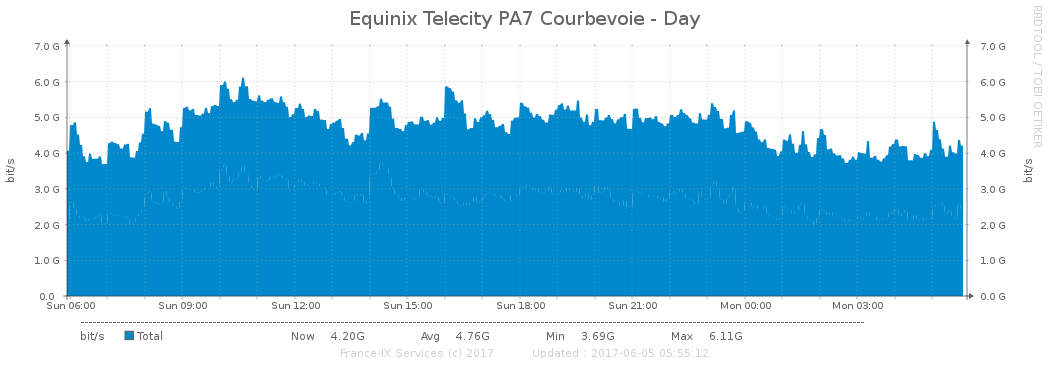 Equinix Telecity PA7 Courbevoie - Day
RRDTOOL / TOBI OETIKER
7.0 G 7.0 G
6.0 G 6.0 G
5.0 G 5.0 G
4.0 G 4.0 G
3.0 G 3.0 G
2.0 G 2.0 G
1.0 G 1.0 G
0.0 0.0 G
bit/s
bit/s
Sun 06:00 Sun 09:00 Sun 12:00 Sun 15:00 Sun 18:00 Sun 21:00 Mon 00:00 Mon 03:00
bit/s Total Now 4.20G Avg 4.76G Min 3.69G Max 6.11G
France-IX Services (c) 2017 Updated : 2017-06-05 05:55:12